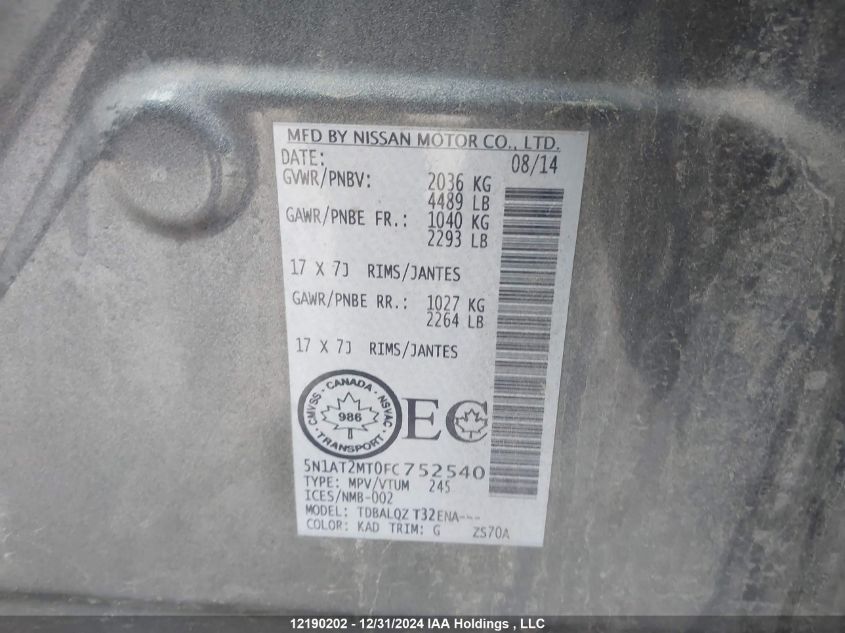 MFD BY NISSAN MOTOR CO., LTD.
DATE: 08/14
GVWR/PNBV: 2036 KG
4489 LB
GAWR/PNBE FR.: 1040 KG
2293 LB
17 X 7J RIMS/JANTES
GAWR/PNBE RR.: 1027 KG
2264 LB
17 X 7J RIMS/JANTES
CMVSS - CANADA - NSVAC
986
- TRANSPORT -
EC
5N1AT2MT0FC752540
TYPE: MPV/VTUM 245
ICES/NMB-002
MODEL: TDBALQZ T32ENA---
COLOR: KAD TRIM: G ZS70A
12190202 - 12/31/2024 IAA Holdings , LLC